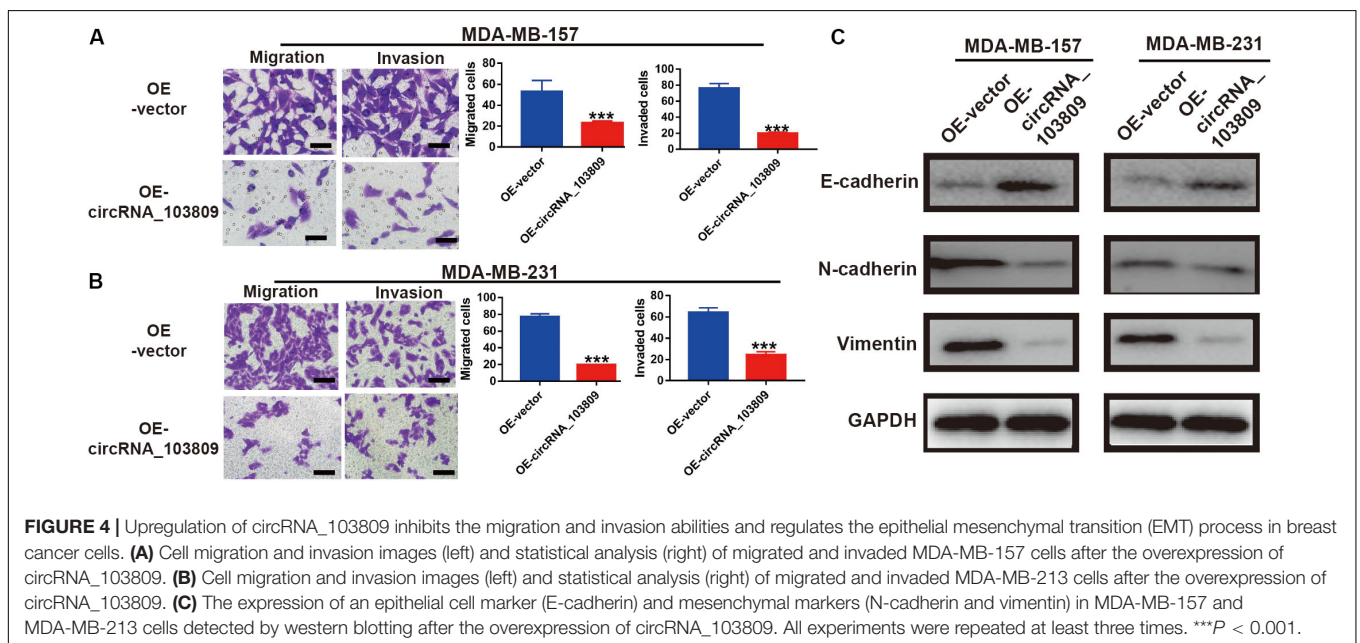 A
MDA-MB-157
Migration
Invasion
OE
-vector
OE-
circRNA_103809
Migrated cells
60
40
20
0
***
OE-vector
OE-circRNA_103809
Invaded cells
100
80
60
40
20
0
***
OE-vector
OE-circRNA_103809
B
MDA-MB-231
Migration
Invasion
OE
-vector
OE-
circRNA_103809
Migrated cells
100
80
60
40
20
0
***
OE-vector
OE-circRNA_103809
Invaded cells
80
60
40
20
0
***
OE-vector
OE-circRNA_103809
C
MDA-MB-157
MDA-MB-231
OE-vector
OE-
circRNA_
103809
OE-vector
OE-
circRNA_
103809
E-cadherin
N-cadherin
Vimentin
GAPDH
FIGURE 4 | Upregulation of circRNA_103809 inhibits the migration and invasion abilities and regulates the epithelial mesenchymal transition (EMT) process in breast
cancer cells. (A) Cell migration and invasion images (left) and statistical analysis (right) of migrated and invaded MDA-MB-157 cells after the overexpression of
circRNA_103809. (B) Cell migration and invasion images (left) and statistical analysis (right) of migrated and invaded MDA-MB-213 cells after the overexpression of
circRNA_103809. (C) The expression of an epithelial cell marker (E-cadherin) and mesenchymal markers (N-cadherin and vimentin) in MDA-MB-157 and
MDA-MB-213 cells detected by western blotting after the overexpression of circRNA_103809. All experiments were repeated at least three times. ***P < 0.001.